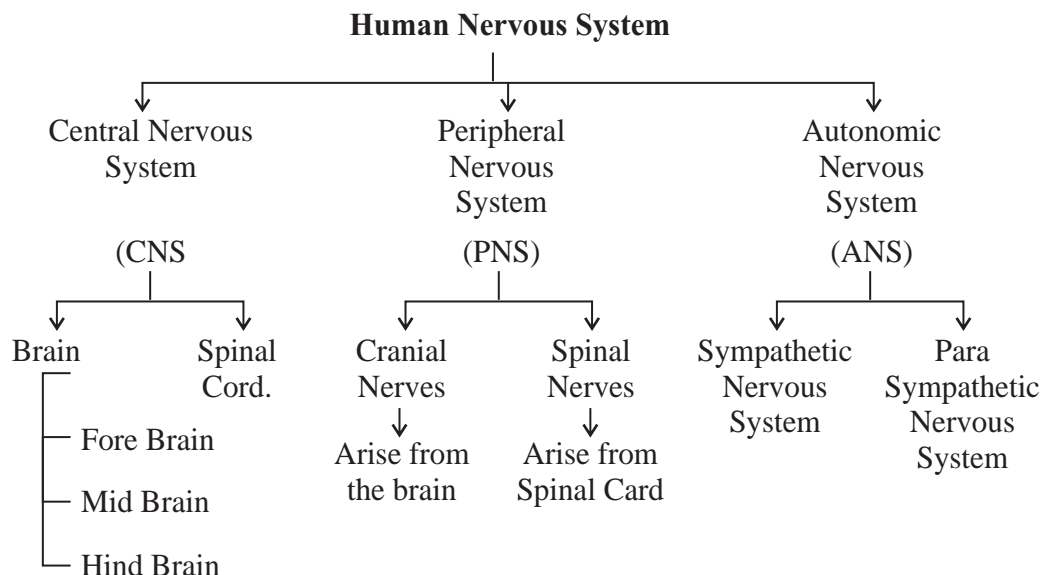 Human Nervous System
Central Nervous
System
Peripheral
Nervous
System
Autonomic
Nervous
System
(CNS
(PNS)
(ANS)
Brain
Spinal
Cord.
Cranial
Nerves
Spinal
Nerves
Sympathetic
Nervous
System
Para
Sympathetic
Nervous
System
Arise from
the brain
Arise from
Spinal Card
Fore Brain
Mid Brain
Hind Brain